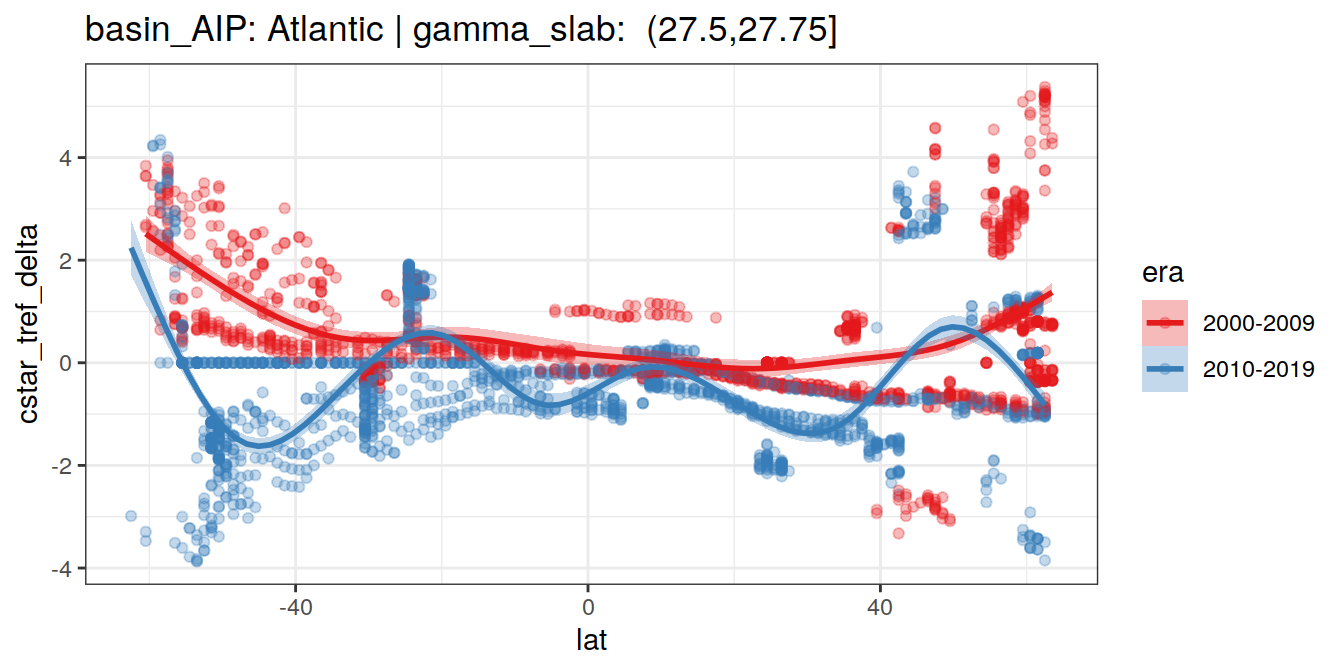 basin_AIP: Atlantic | gamma_slab:  (27.5,27.75]
cstar_tref_delta
4
2
0
-2
-4
-40
0
40
lat
era
2000-2009
2010-2019